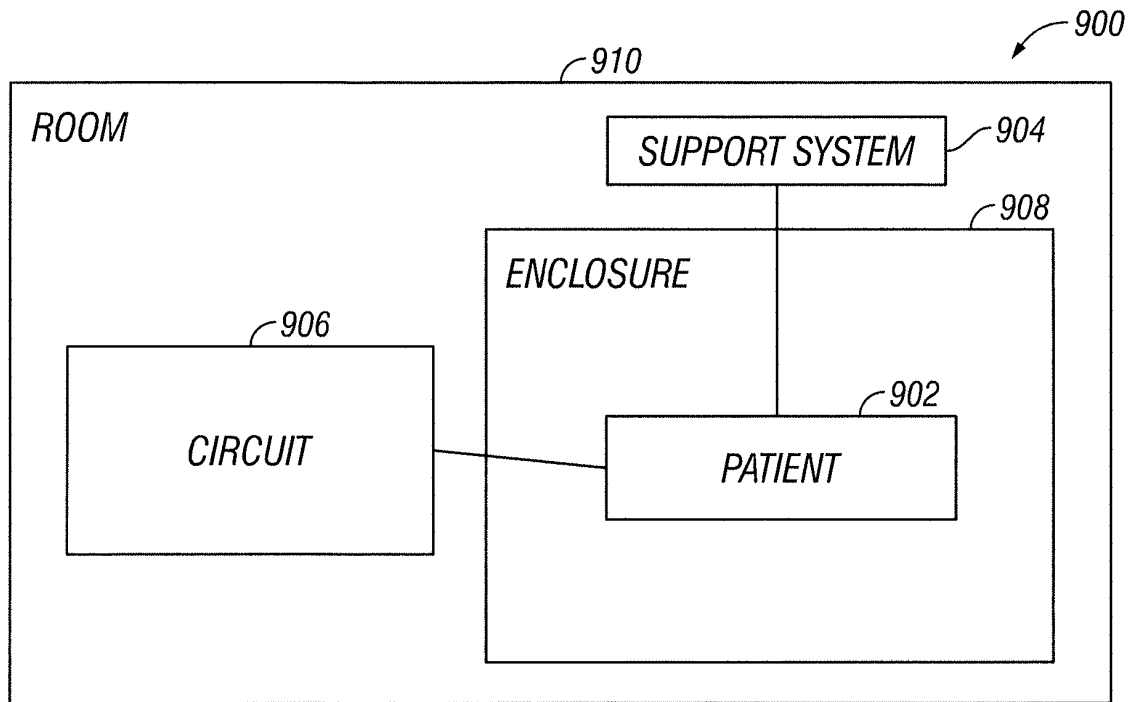 900
910
ROOM
SUPPORT SYSTEM
904
908
ENCLOSURE
906
902
CIRCUIT
PATIENT